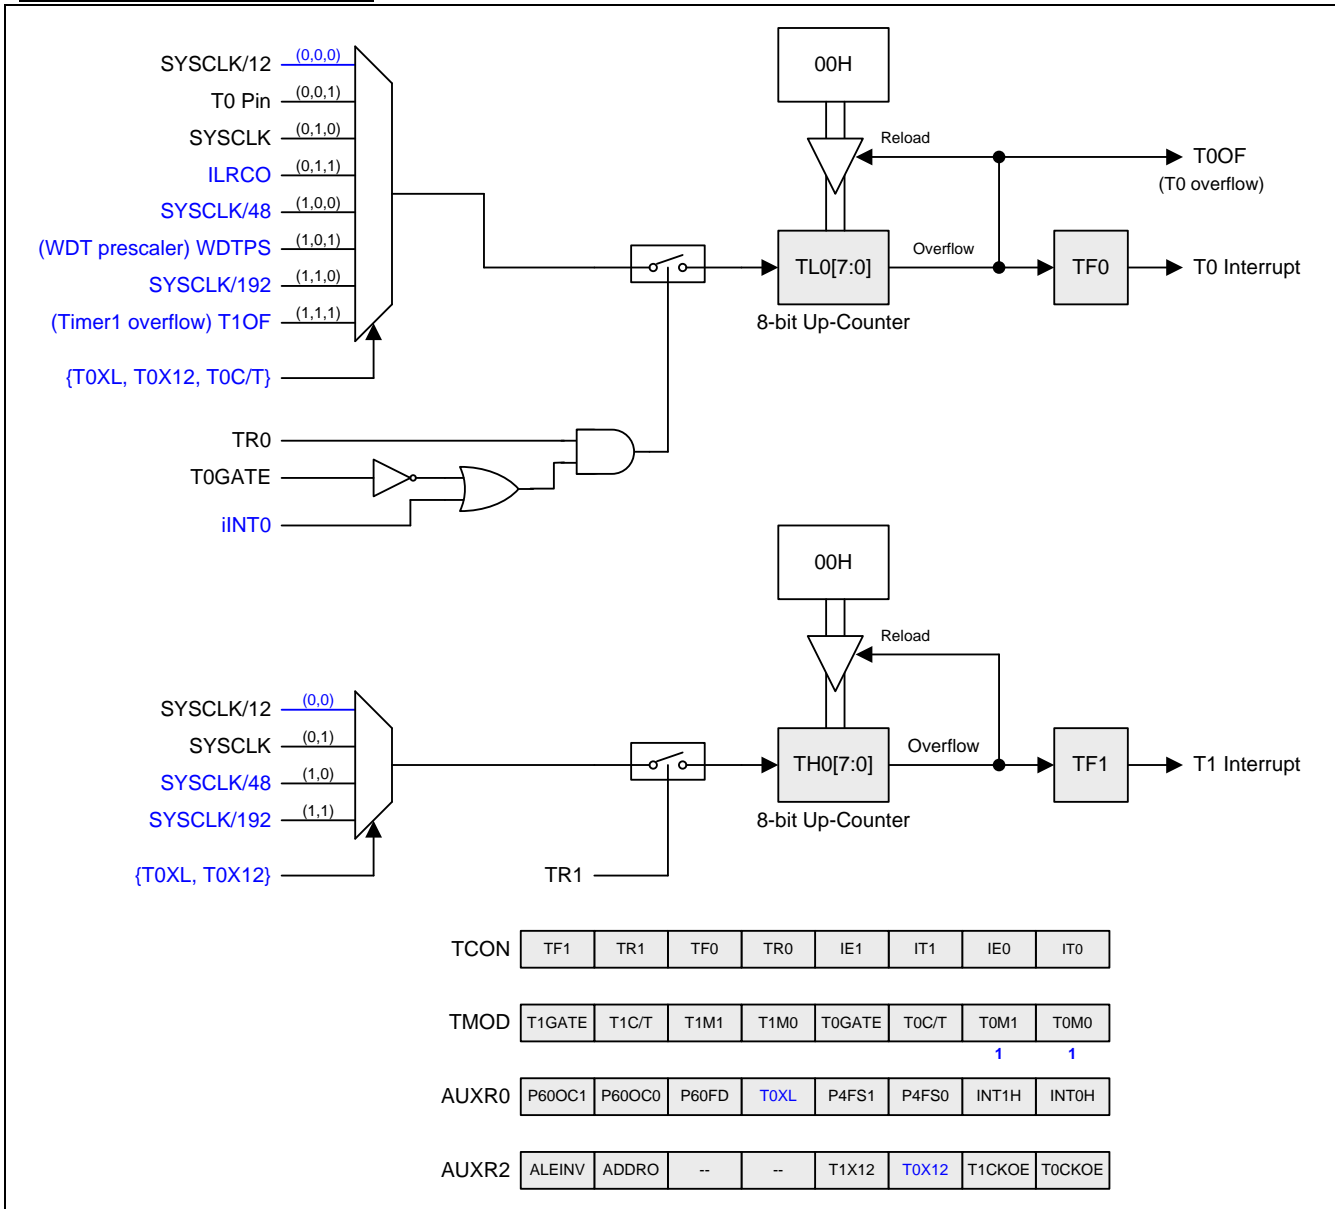 SYSCLK/12 (0,0,0)
T0 Pin (0,0,1)
SYSCLK (0,1,0)
ILRCO (0,1,1)
SYSCLK/48 (1,0,0)
(WDT prescaler) WDTPS (1,0,1)
SYSCLK/192 (1,1,0)
(Timer1 overflow) T1OF (1,1,1)
{T0XL, T0X12, T0C/T}
TR0
T0GATE
iINT0
00H
Reload
T0OF
(T0 overflow)
TL0[7:0]
Overflow
TF0
T0 Interrupt
8-bit Up-Counter
00H
Reload
SYSCLK/12 (0,0)
SYSCLK (0,1)
SYSCLK/48 (1,0)
SYSCLK/192 (1,1)
{T0XL, T0X12}
TR1
TH0[7:0]
Overflow
TF1
T1 Interrupt
8-bit Up-Counter
TCON TF1 TR1 TF0 TR0 IE1 IT1 IE0 IT0
TMOD T1GATE T1C/T T1M1 T1M0 T0GATE T0C/T T0M1 T0M0
1 1
AUXR0 P60OC1 P60OC0 P60FD T0XL P4FS1 P4FS0 INT1H INT0H
AUXR2 ALEINV ADDRO -- -- T1X12 T0X12 T1CKOE T0CKOE